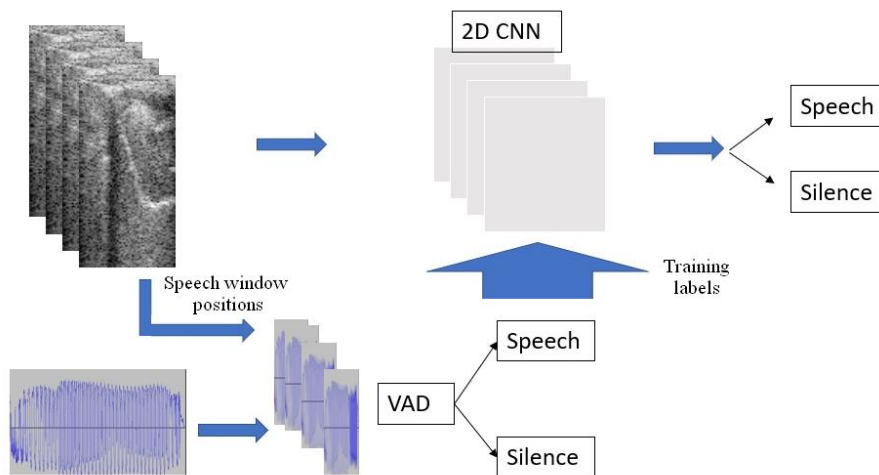 2D CNN
Speech
Silence
Speech window
positions
Training
labels
VAD
Speech
Silence